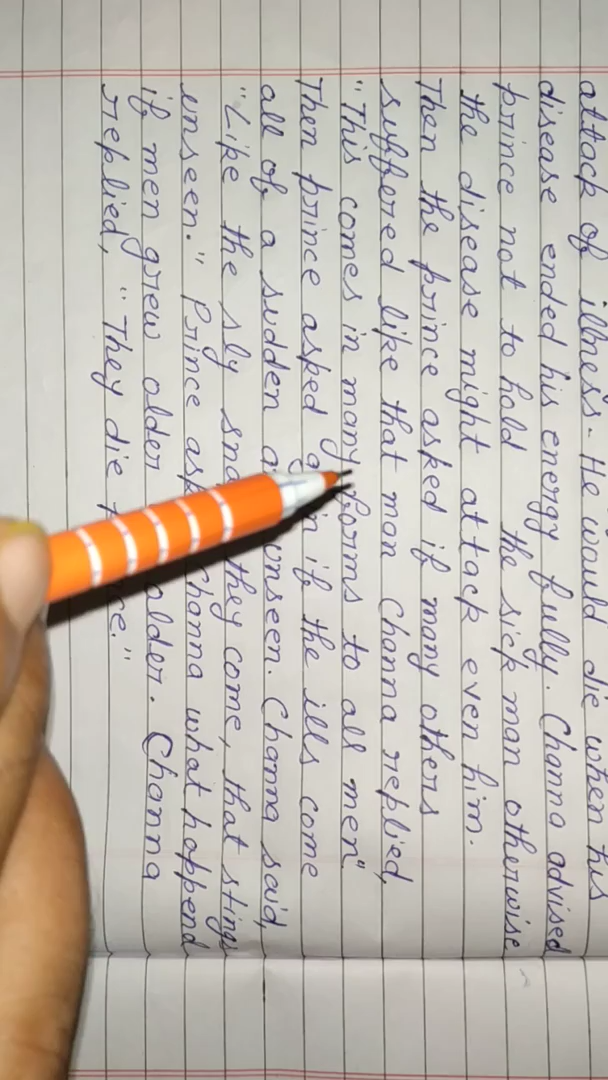 attack of illness. He would die when his
disease ended his energy fully. Channa advised
prince not to hold the sick man otherwise
the disease might attack even him.
Then the prince asked if many others
suffered like that man Channa replied,
"This comes in many forms to all men"
Then prince asked if the ills come
all of a sudden unseen. Channa said,
"Like the sly they come, that stings
unseen." Prince Channa what happend
if men grew older older. Channa
replied, "They die